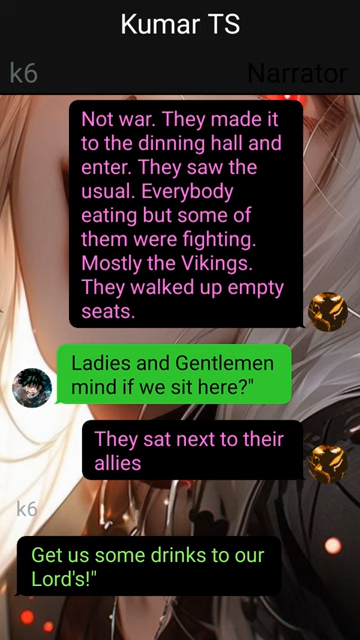 Kumar TS
k6
Narrator
Not war. They made it
to the dinning hall and
enter. They saw the
usual. Everybody
eating but some of
them were fighting.
Mostly the Vikings.
They walked up empty
seats.
Ladies and Gentlemen
mind if we sit here?"
They sat next to their
allies
k6
Get us some drinks to our
Lord's!"